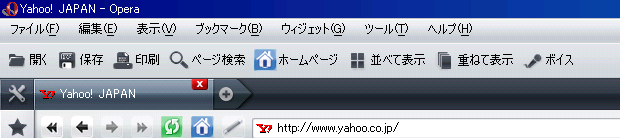 Yahoo! JAPAN - Opera
ファイル(F) 編集(E) 表示(V) ブックマーク(B) ウィジェット(G) ツール(T) ヘルプ(H)
開く 保存 印刷 ページ検索 ホームページ 並べて表示 重ねて表示 ボイス
Yahoo! JAPAN
http://www.yahoo.co.jp/